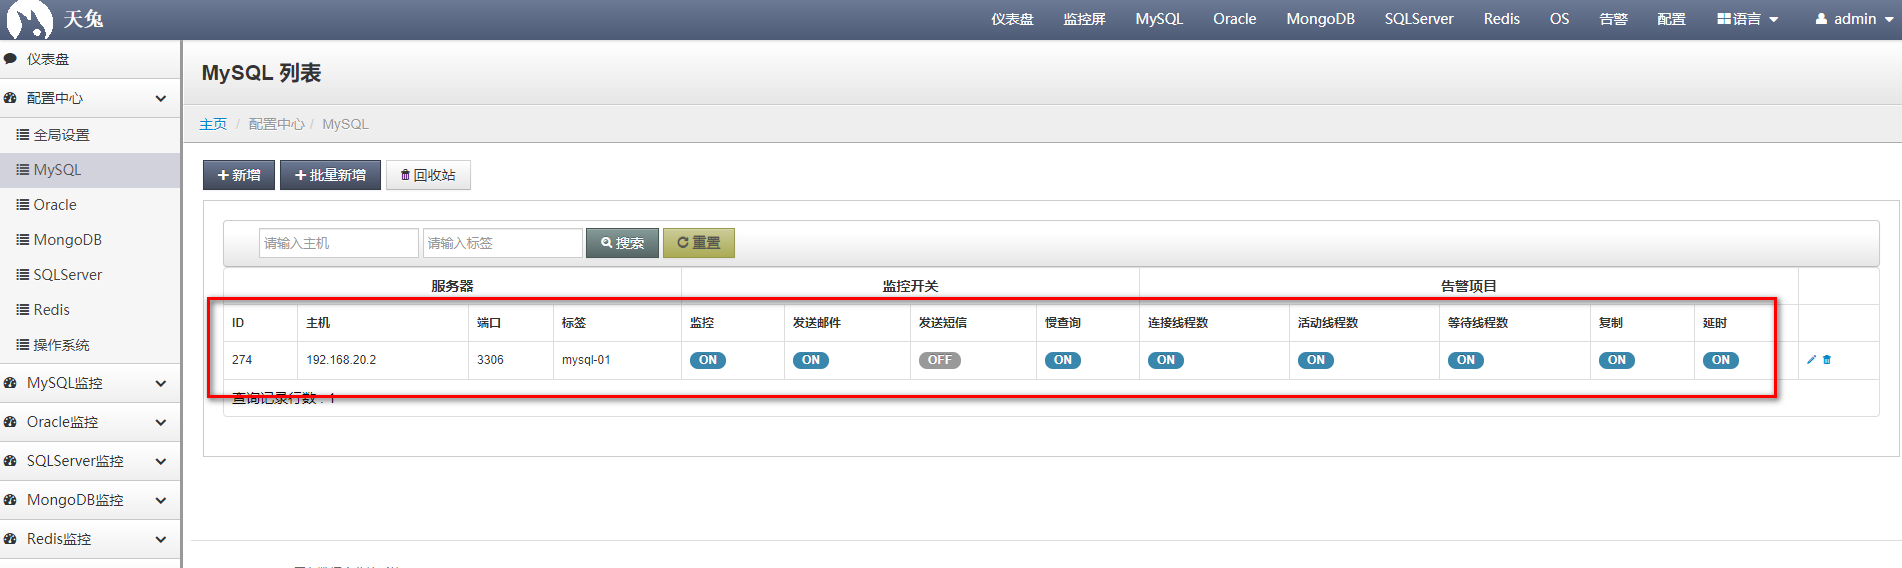 天兔
仪表盘 监控屏 MySQL Oracle MongoDB SQLServer Redis OS 告警 配置 语言 admin
仪表盘
配置中心
全局设置
MySQL
Oracle
MongoDB
SQLServer
Redis
操作系统
MySQL监控
Oracle监控
SQLServer监控
MongoDB监控
Redis监控
MySQL 列表
主页 / 配置中心 / MySQL
新增 批量新增 回收站
请输入主机 请输入标签 搜索 重置
服务器 监控开关 告警项目
ID 主机 端口 标签 监控 发送邮件 发送短信 慢查询 连接线程数 活动线程数 等待线程数 复制 延时
274 192.168.20.2 3306 mysql-01 ON ON OFF ON ON ON ON ON ON
查询记录行数 : 1